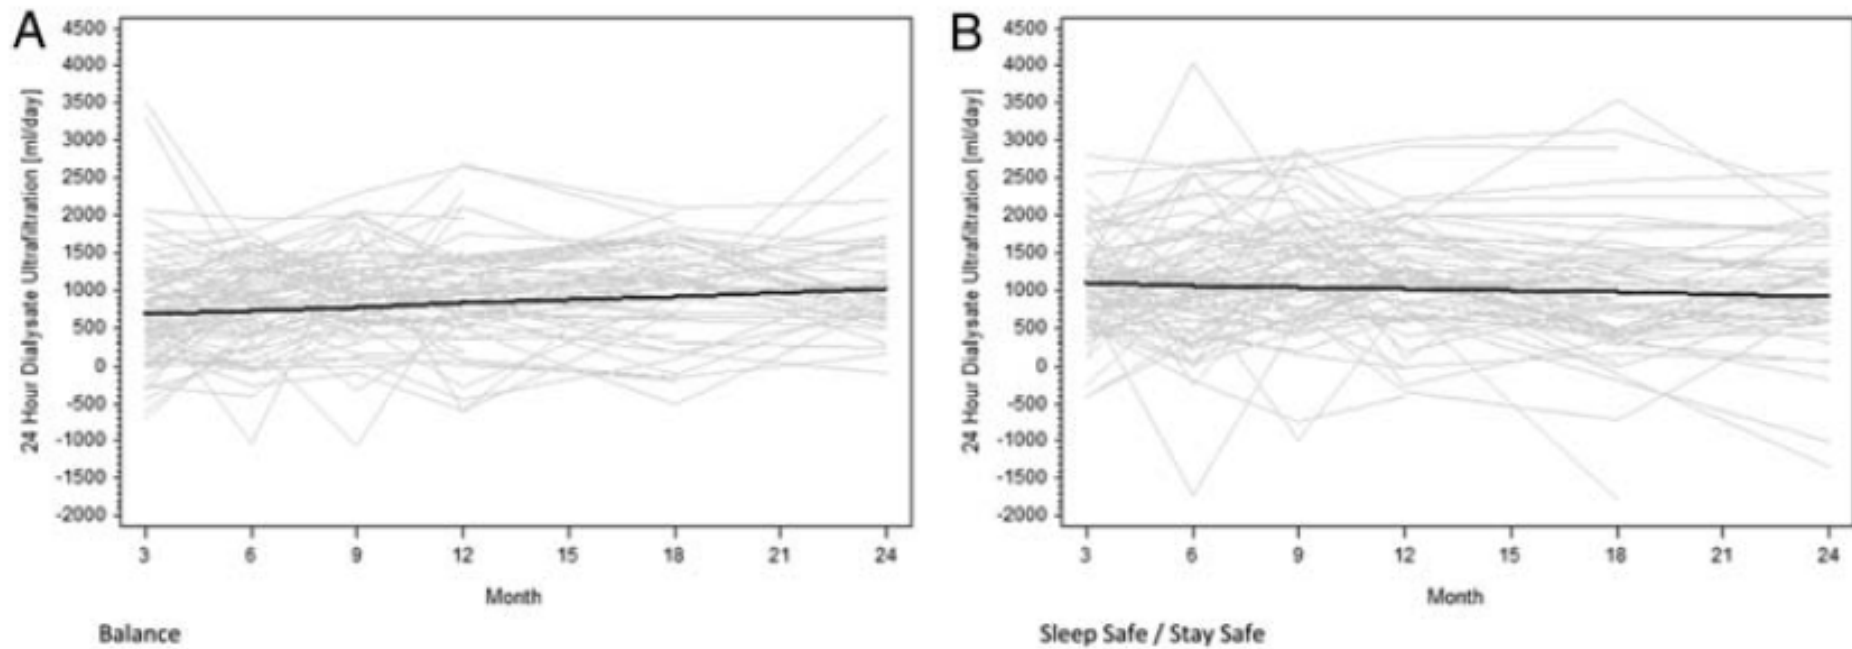 A
24 Hour Dialysate Ultrafiltration [ml/day]
4500
4000
3500
3000
2500
2000
1500
1000
500
0
-500
-1000
-1500
-2000
3 6 9 12 15 18 21 24
Month
Balance
B
24 Hour Dialysate Ultrafiltration [ml/day]
4500
4000
3500
3000
2500
2000
1500
1000
500
0
-500
-1000
-1500
-2000
3 6 9 12 15 18 21 24
Month
Sleep Safe / Stay Safe